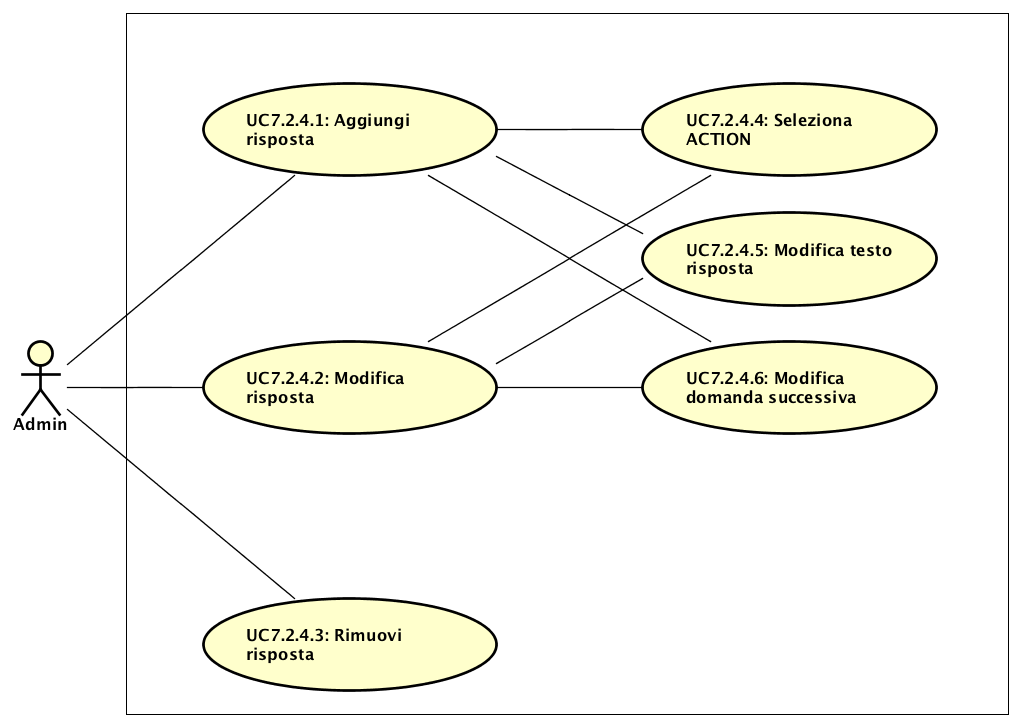 UC7.2.4.1: Aggiungi
risposta
UC7.2.4.4: Seleziona
ACTION
UC7.2.4.5: Modifica testo
risposta
UC7.2.4.2: Modifica
risposta
UC7.2.4.6: Modifica
domanda successiva
Admin
UC7.2.4.3: Rimuovi
risposta